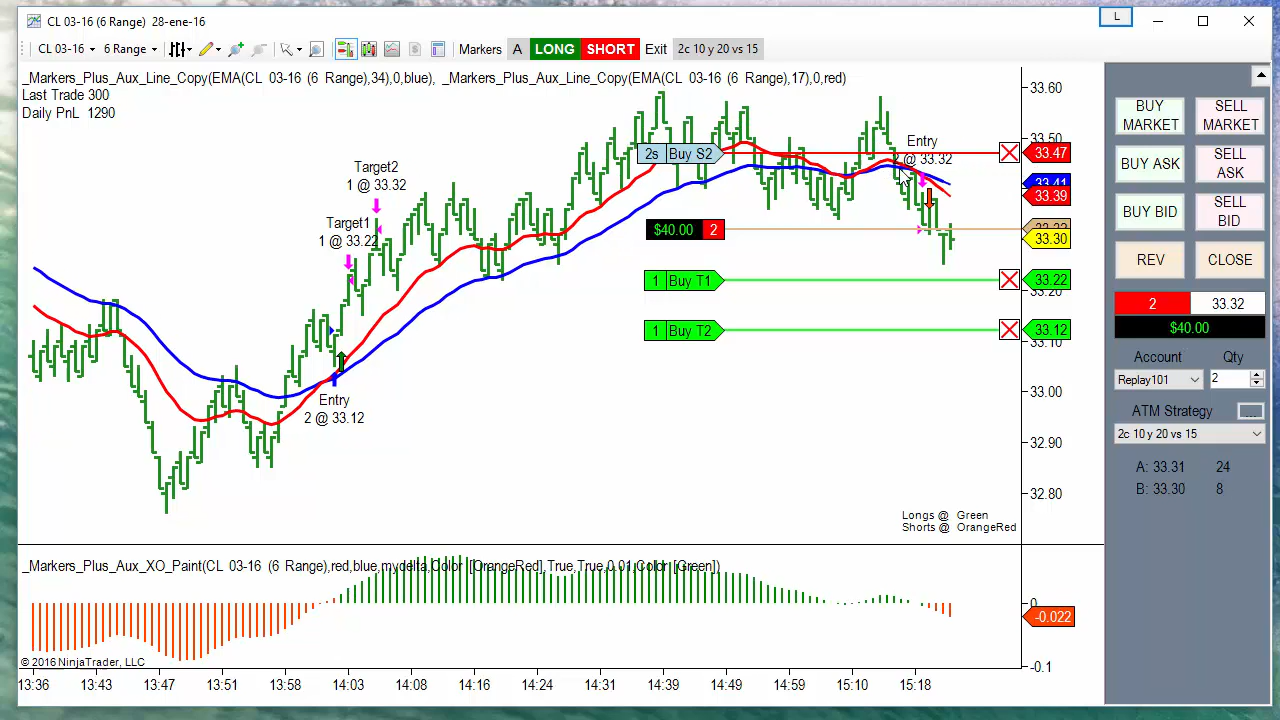 CL 03-16 (6 Range) 28-ene-16
L
CL 03-16 6 Range Markers A LONG SHORT Exit 2c 10 y 20 vs 15
_Markers_Plus_Aux_Line_Copy(EMA(CL 03-16 (6 Range),34),0,blue), _Markers_Plus_Aux_Line_Copy(EMA(CL 03-16 (6 Range),17),0,red)
Last Trade 300
Daily PnL 1290
33.60
33.50
Entry
2 @ 33.32
2s Buy S2
33.47
Target2
1 @ 33.32
33.41
33.39
Target1
1 @ 33.22
$40.00 2
33.30
1 Buy T1
33.22
33.20
1 Buy T2
33.12
33.10
33.00
Entry
2 @ 33.12
32.90
32.80
Longs @ Green
Shorts @ OrangeRed
_Markers_Plus_Aux_XO_Paint(CL 03-16 (6 Range),red,blue,mydelta,Color [OrangeRed],True,True,0.01,Color [Green])
0
-0.022
-0.1
© 2016 NinjaTrader, LLC
13:36 13:43 13:47 13:51 13:58 14:03 14:08 14:16 14:24 14:31 14:39 14:49 14:59 15:10 15:18
BUY MARKET
SELL MARKET
BUY ASK
SELL ASK
BUY BID
SELL BID
REV
CLOSE
2 33.32
$40.00
Account Qty
Replay101 2
ATM Strategy ...
2c 10 y 20 vs 15
A: 33.31 24
B: 33.30 8